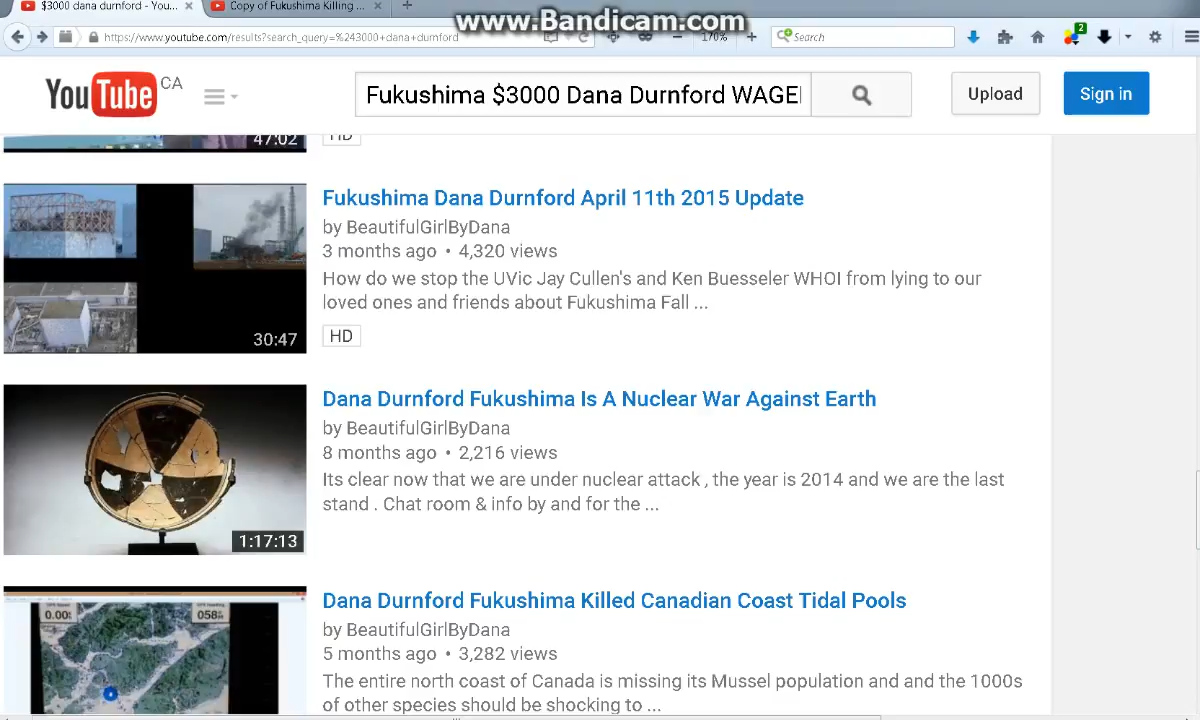 $3000 dana durnford - You...
Copy of Fukushima Killing ...
www.Bandicam.com
https://www.youtube.com/results?search_query=%243000+dana+durnford
170%
Search
2
YouTube CA
Fukushima $3000 Dana Durnford WAGE
Upload
Sign in
47:02
HD
Fukushima Dana Durnford April 11th 2015 Update
by BeautifulGirlByDana
3 months ago • 4,320 views
How do we stop the UVic Jay Cullen's and Ken Buesseler WHOI from lying to our
loved ones and friends about Fukushima Fall ...
30:47
HD
Dana Durnford Fukushima Is A Nuclear War Against Earth
by BeautifulGirlByDana
8 months ago • 2,216 views
Its clear now that we are under nuclear attack , the year is 2014 and we are the last
stand . Chat room & info by and for the ...
1:17:13
Dana Durnford Fukushima Killed Canadian Coast Tidal Pools
by BeautifulGirlByDana
5 months ago • 3,282 views
The entire north coast of Canada is missing its Mussel population and and the 1000s
of other species should be shocking to ...
0.00
058